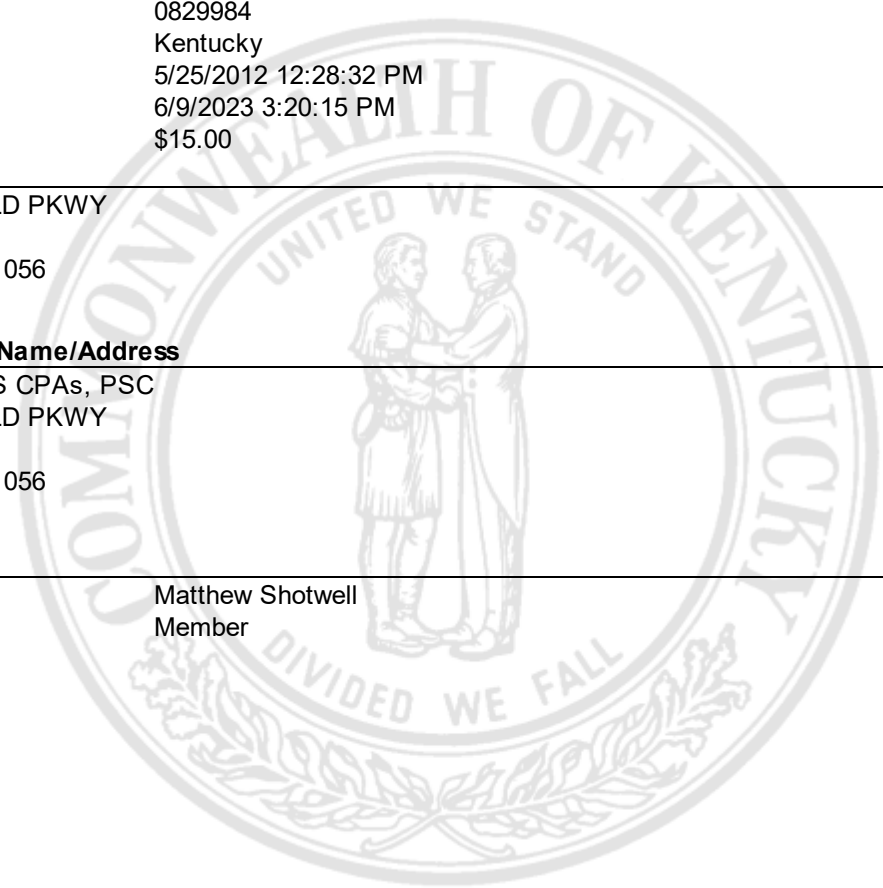 0829984
Kentucky
5/25/2012 12:28:32 PM
6/9/2023 3:20:15 PM
$15.00
D PKWY
056
Name/Address
S CPAs, PSC
D PKWY
056
Matthew Shotwell
Member
COMMONWEALTH OF KENTUCKY
UNITED WE STAND
DIVIDED WE FALL